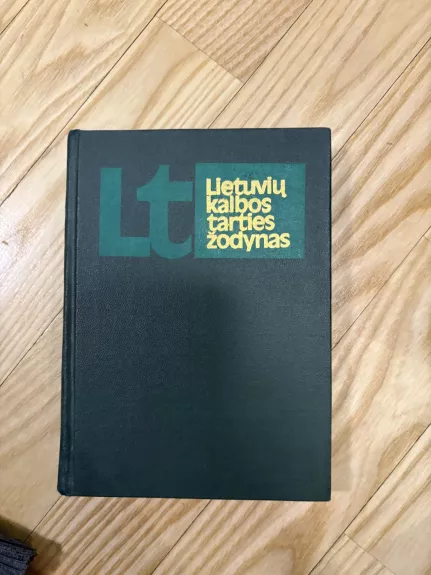 Lt
Lietuvių
kalbos
tarties
žodynas